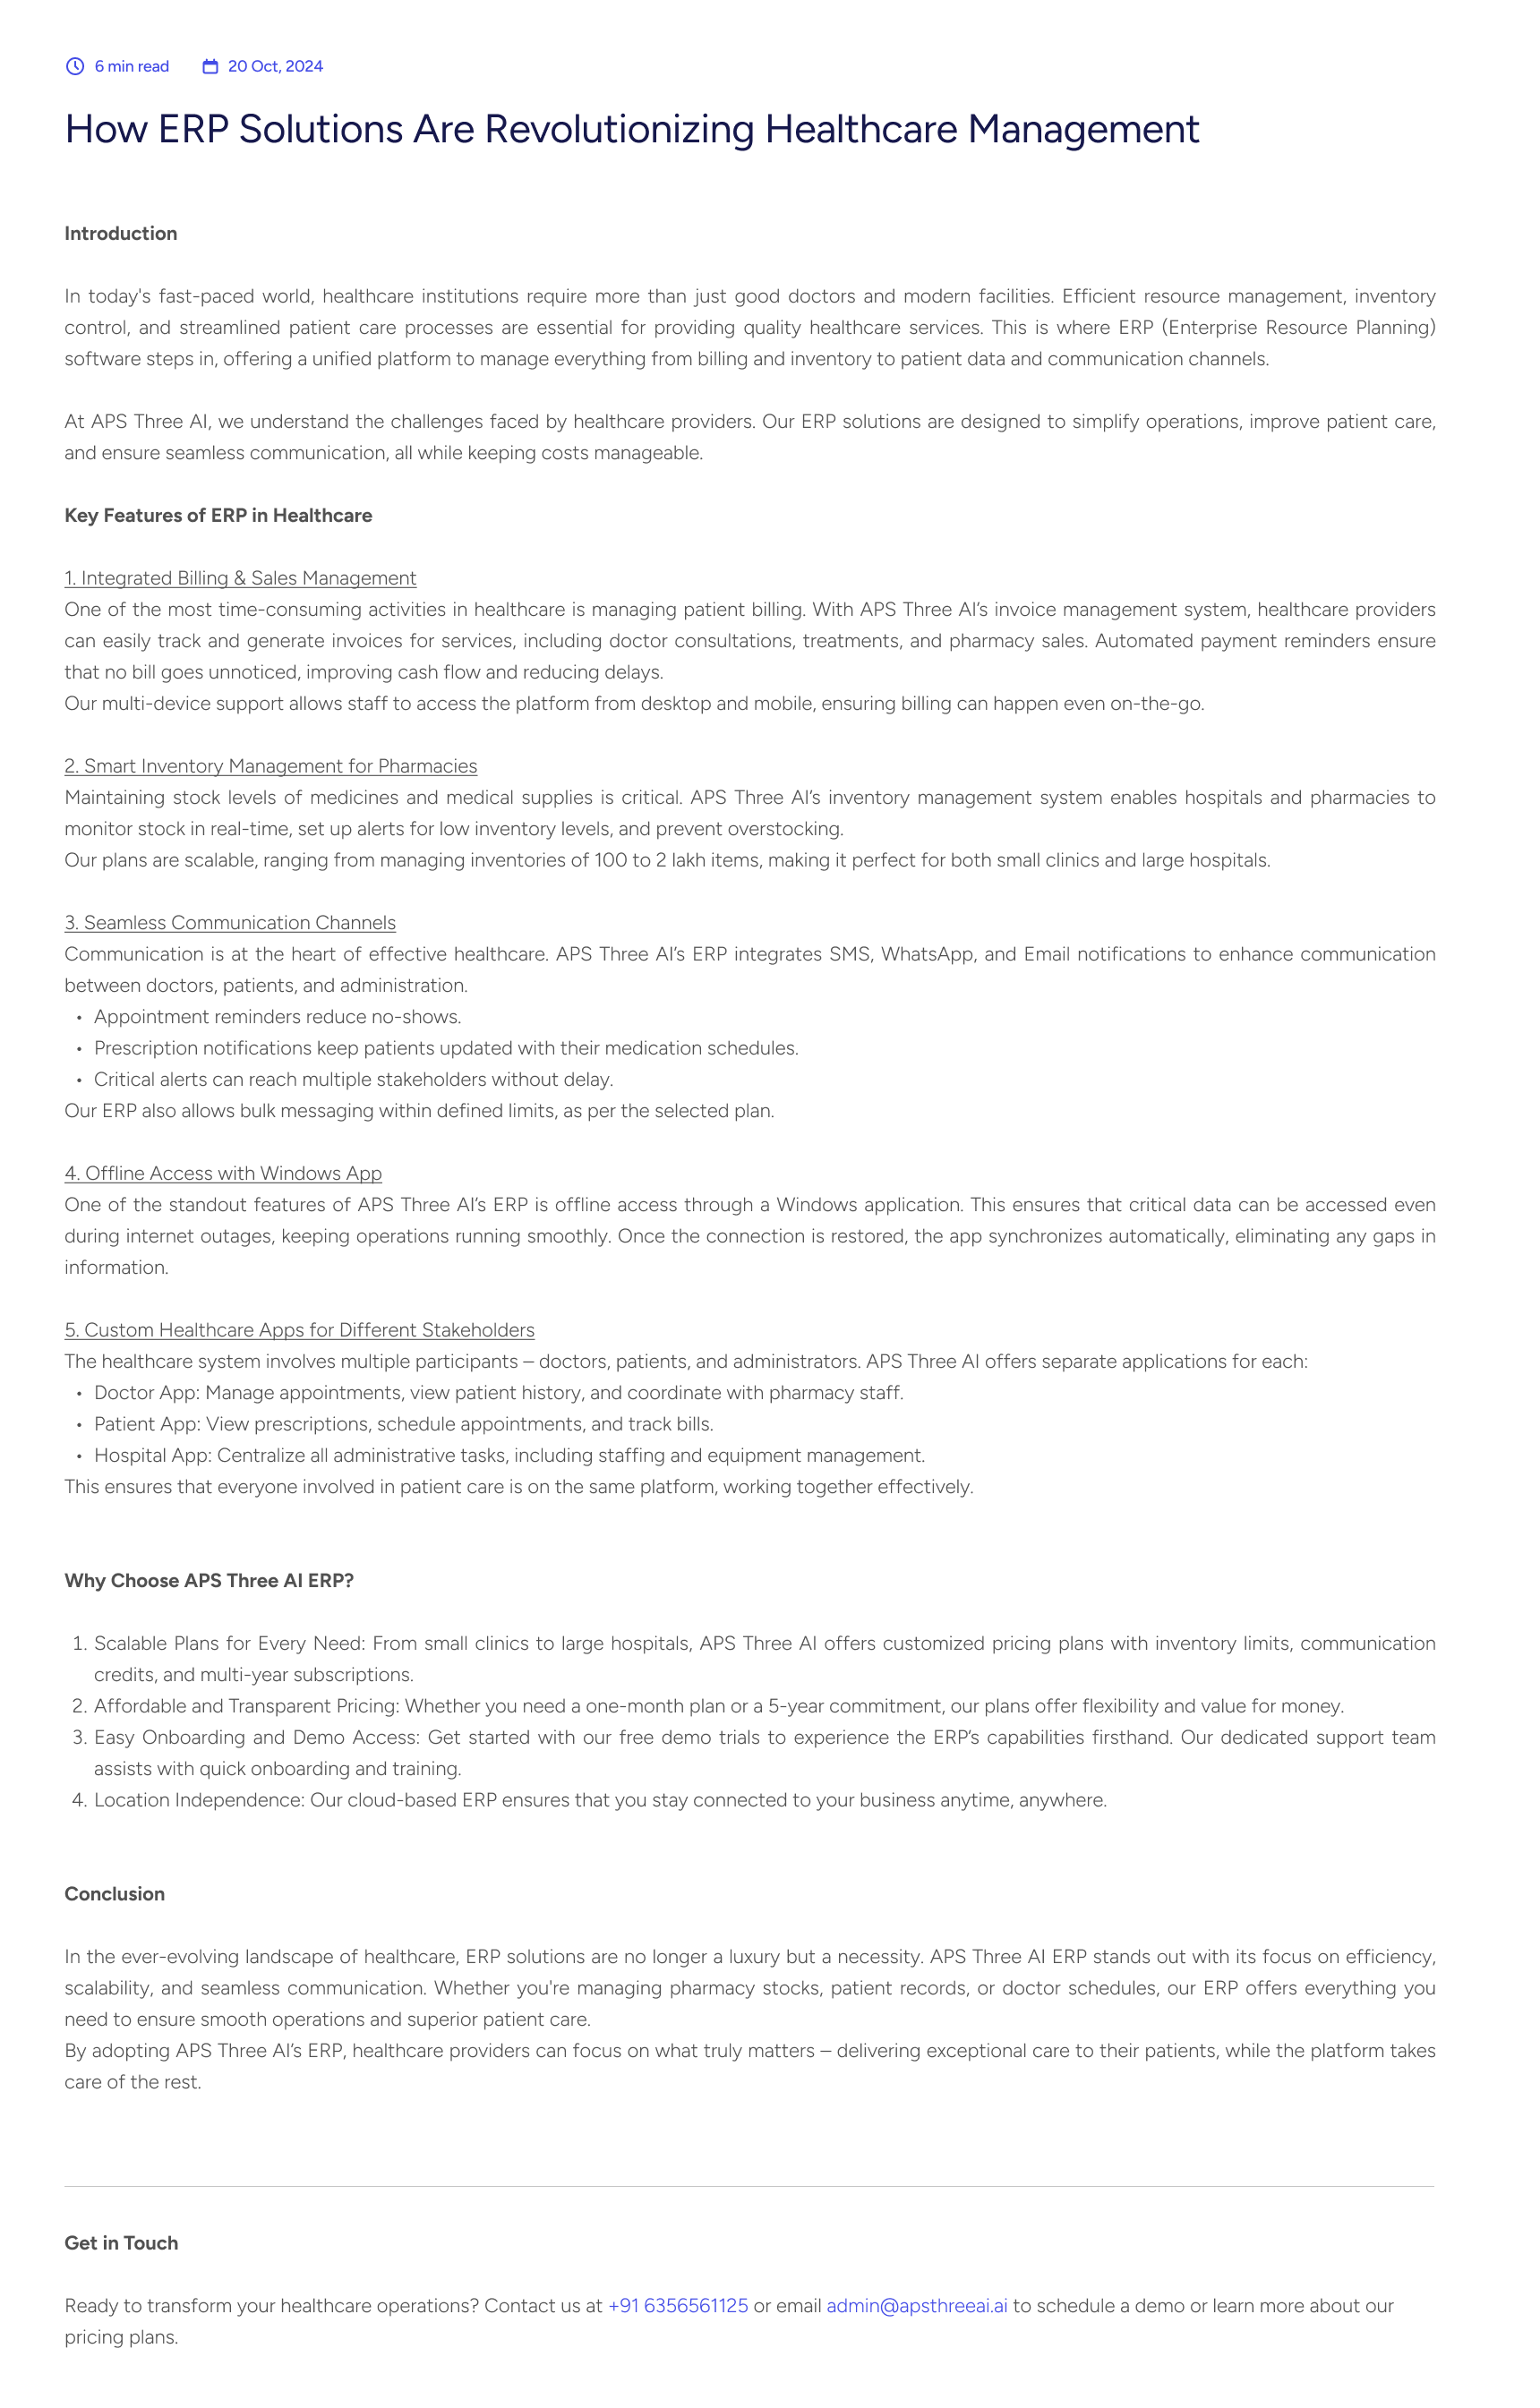 6 min read 20 Oct, 2024
How ERP Solutions Are Revolutionizing Healthcare Management
Introduction
In today's fast-paced world, healthcare institutions require more than just good doctors and modern facilities. Efficient resource management, inventory
control, and streamlined patient care processes are essential for providing quality healthcare services. This is where ERP (Enterprise Resource Planning)
software steps in, offering a unified platform to manage everything from billing and inventory to patient data and communication channels.
At APS Three AI, we understand the challenges faced by healthcare providers. Our ERP solutions are designed to simplify operations, improve patient care,
and ensure seamless communication, all while keeping costs manageable.
Key Features of ERP in Healthcare
1. Integrated Billing & Sales Management
One of the most time-consuming activities in healthcare is managing patient billing. With APS Three AI’s invoice management system, healthcare providers
can easily track and generate invoices for services, including doctor consultations, treatments, and pharmacy sales. Automated payment reminders ensure
that no bill goes unnoticed, improving cash flow and reducing delays.
Our multi-device support allows staff to access the platform from desktop and mobile, ensuring billing can happen even on-the-go.
2. Smart Inventory Management for Pharmacies
Maintaining stock levels of medicines and medical supplies is critical. APS Three AI’s inventory management system enables hospitals and pharmacies to
monitor stock in real-time, set up alerts for low inventory levels, and prevent overstocking.
Our plans are scalable, ranging from managing inventories of 100 to 2 lakh items, making it perfect for both small clinics and large hospitals.
3. Seamless Communication Channels
Communication is at the heart of effective healthcare. APS Three AI’s ERP integrates SMS, WhatsApp, and Email notifications to enhance communication
between doctors, patients, and administration.
• Appointment reminders reduce no-shows.
• Prescription notifications keep patients updated with their medication schedules.
• Critical alerts can reach multiple stakeholders without delay.
Our ERP also allows bulk messaging within defined limits, as per the selected plan.
4. Offline Access with Windows App
One of the standout features of APS Three AI’s ERP is offline access through a Windows application. This ensures that critical data can be accessed even
during internet outages, keeping operations running smoothly. Once the connection is restored, the app synchronizes automatically, eliminating any gaps in
information.
5. Custom Healthcare Apps for Different Stakeholders
The healthcare system involves multiple participants – doctors, patients, and administrators. APS Three AI offers separate applications for each:
• Doctor App: Manage appointments, view patient history, and coordinate with pharmacy staff.
• Patient App: View prescriptions, schedule appointments, and track bills.
• Hospital App: Centralize all administrative tasks, including staffing and equipment management.
This ensures that everyone involved in patient care is on the same platform, working together effectively.
Why Choose APS Three AI ERP?
1. Scalable Plans for Every Need: From small clinics to large hospitals, APS Three AI offers customized pricing plans with inventory limits, communication
credits, and multi-year subscriptions.
2. Affordable and Transparent Pricing: Whether you need a one-month plan or a 5-year commitment, our plans offer flexibility and value for money.
3. Easy Onboarding and Demo Access: Get started with our free demo trials to experience the ERP’s capabilities firsthand. Our dedicated support team
assists with quick onboarding and training.
4. Location Independence: Our cloud-based ERP ensures that you stay connected to your business anytime, anywhere.
Conclusion
In the ever-evolving landscape of healthcare, ERP solutions are no longer a luxury but a necessity. APS Three AI ERP stands out with its focus on efficiency,
scalability, and seamless communication. Whether you're managing pharmacy stocks, patient records, or doctor schedules, our ERP offers everything you
need to ensure smooth operations and superior patient care.
By adopting APS Three AI’s ERP, healthcare providers can focus on what truly matters – delivering exceptional care to their patients, while the platform takes
care of the rest.
Get in Touch
Ready to transform your healthcare operations? Contact us at +91 6356561125 or email admin@apsthreeai.ai to schedule a demo or learn more about our
pricing plans.